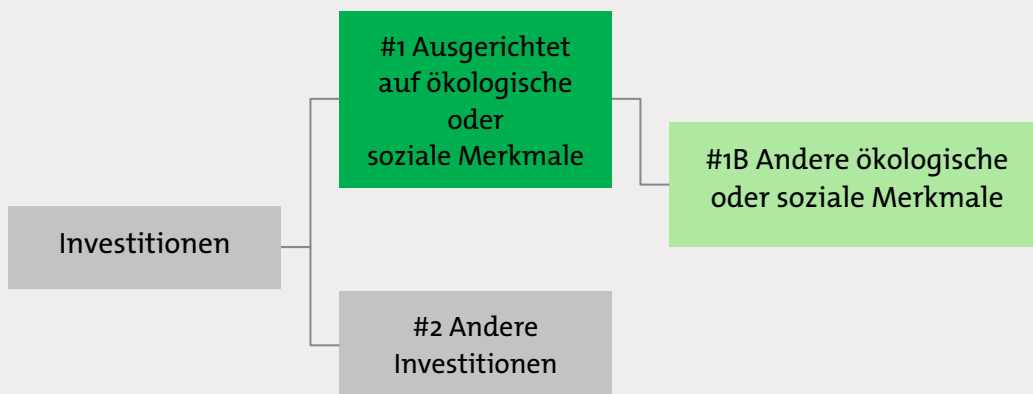 #1 Ausgerichtet
auf ökologische
oder
soziale Merkmale
#1B Andere ökologische
oder soziale Merkmale
Investitionen
#2 Andere
Investitionen